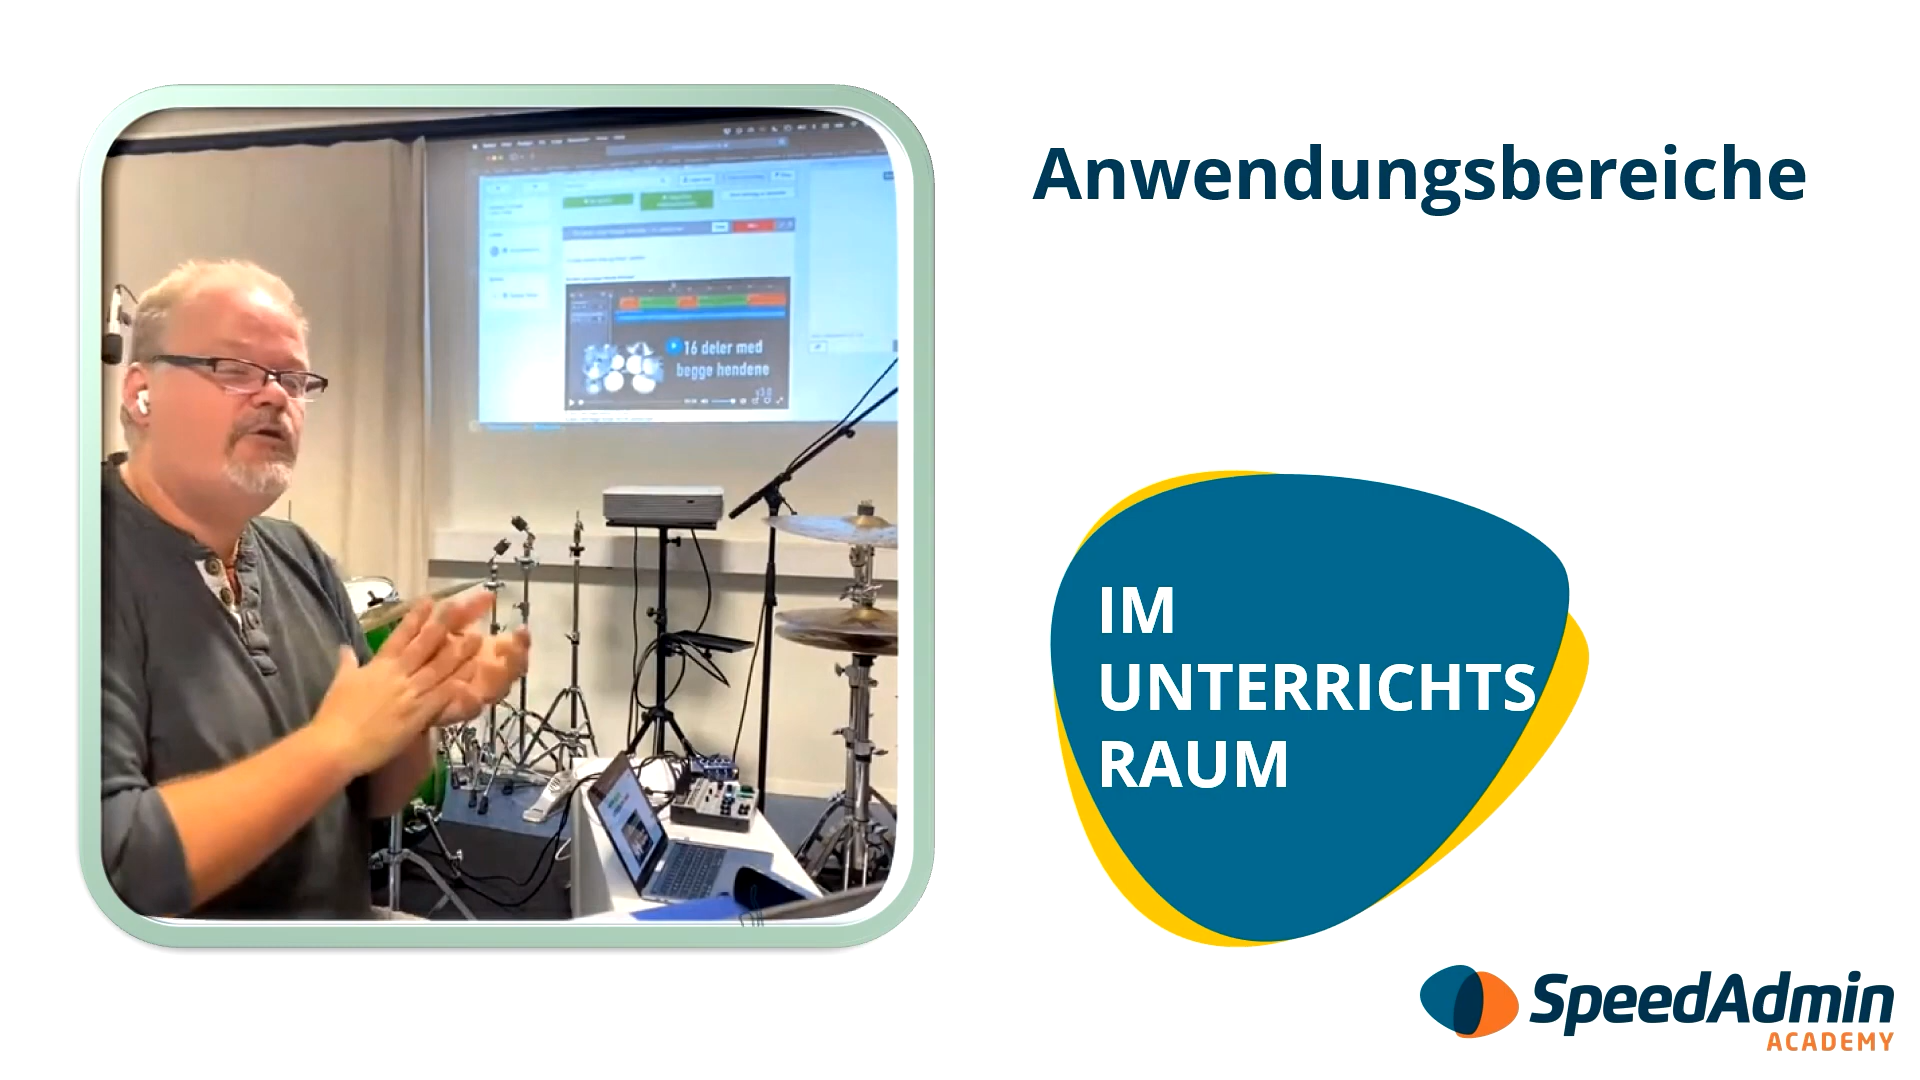 Anwendungsbereiche
16 deler med
begge hendene
IM
UNTERRICHTS
RAUM
SpeedAdmin
ACADEMY